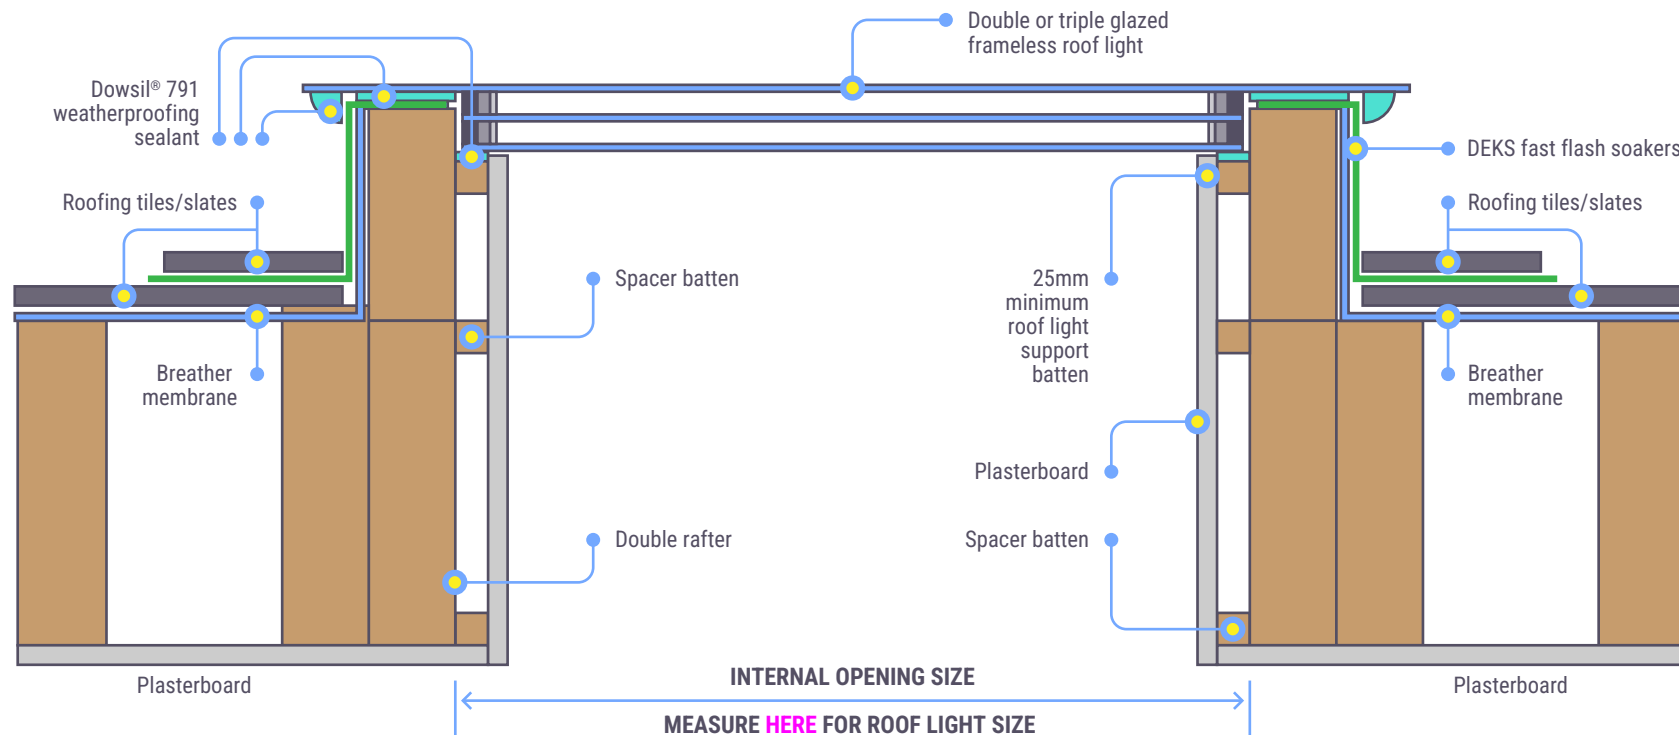 Double or triple glazed
frameless roof light
Dowsil® 791
weatherproofing
sealant
DEKS fast flash soakers
Roofing tiles/slates
Roofing tiles/slates
Spacer batten
25mm
minimum
roof light
support
batten
Breather
membrane
Breather
membrane
Plasterboard
Double rafter
Spacer batten
Plasterboard
INTERNAL OPENING SIZE
Plasterboard
MEASURE HERE FOR ROOF LIGHT SIZE